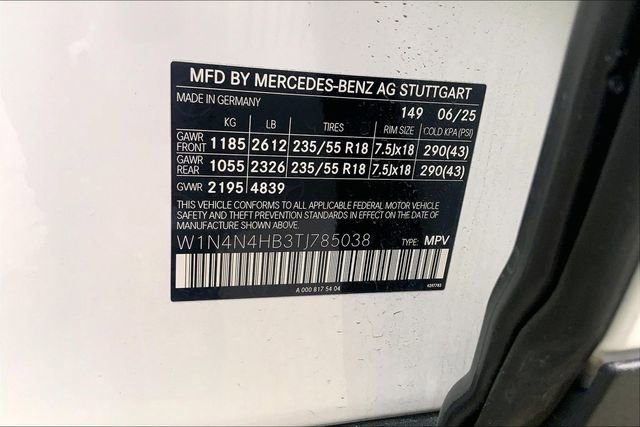 MFD BY MERCEDES-BENZ AG STUTTGART
MADE IN GERMANY 149 06/25
KG LB TIRES RIM SIZE COLD KPA (PSI)
GAWR FRONT 1185 2612 235/55 R18 7.5Jx18 290(43)
GAWR REAR 1055 2326 235/55 R18 7.5Jx18 290(43)
GVWR 2195 4839
THIS VEHICLE CONFORMS TO ALL APPLICABLE FEDERAL MOTOR VEHICLE
SAFETY AND THEFT PREVENTION STANDARDS IN EFFECT ON THE DATE OF
MANUFACTURE SHOWN ABOVE.
W1N4N4HB3TJ785038 TYPE: MPV
A 000 817 54 04